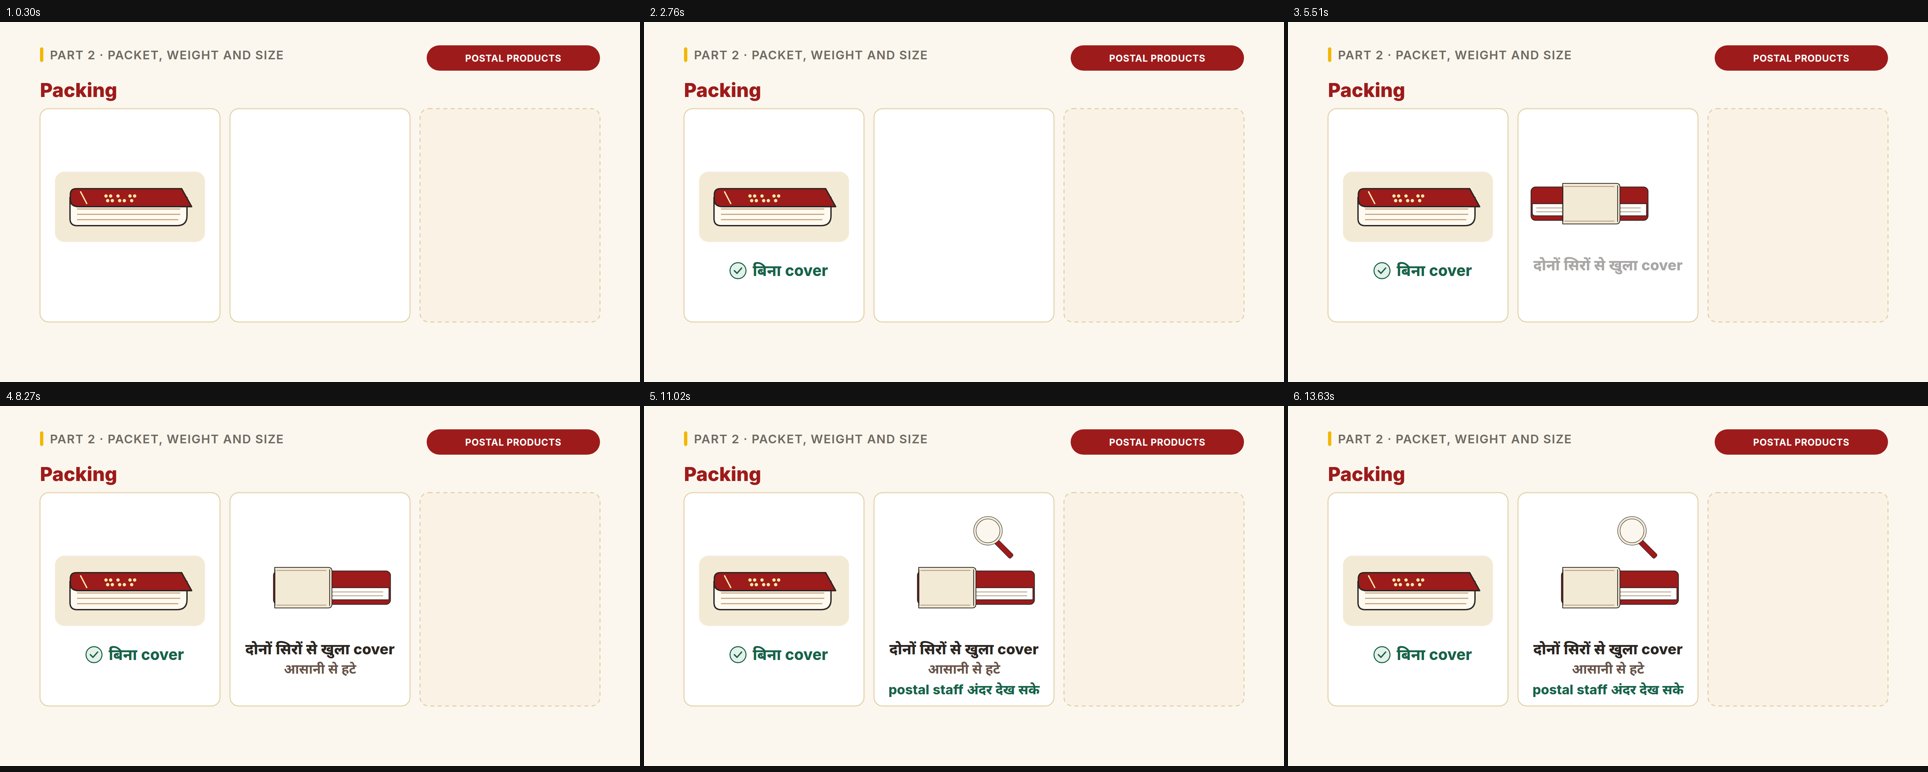 1. 0.30s
PART 2 · PACKET, WEIGHT AND SIZE
POSTAL PRODUCTS
Packing
2. 2.76s
PART 2 · PACKET, WEIGHT AND SIZE
POSTAL PRODUCTS
Packing
बिना cover
3. 5.51s
PART 2 · PACKET, WEIGHT AND SIZE
POSTAL PRODUCTS
Packing
बिना cover
दोनों सिरों से खुला cover
4. 8.27s
PART 2 · PACKET, WEIGHT AND SIZE
POSTAL PRODUCTS
Packing
बिना cover
दोनों सिरों से खुला cover
आसानी से हटे
5. 11.02s
PART 2 · PACKET, WEIGHT AND SIZE
POSTAL PRODUCTS
Packing
बिना cover
दोनों सिरों से खुला cover
आसानी से हटे
postal staff अंदर देख सके
6. 13.63s
PART 2 · PACKET, WEIGHT AND SIZE
POSTAL PRODUCTS
Packing
बिना cover
दोनों सिरों से खुला cover
आसानी से हटे
postal staff अंदर देख सके